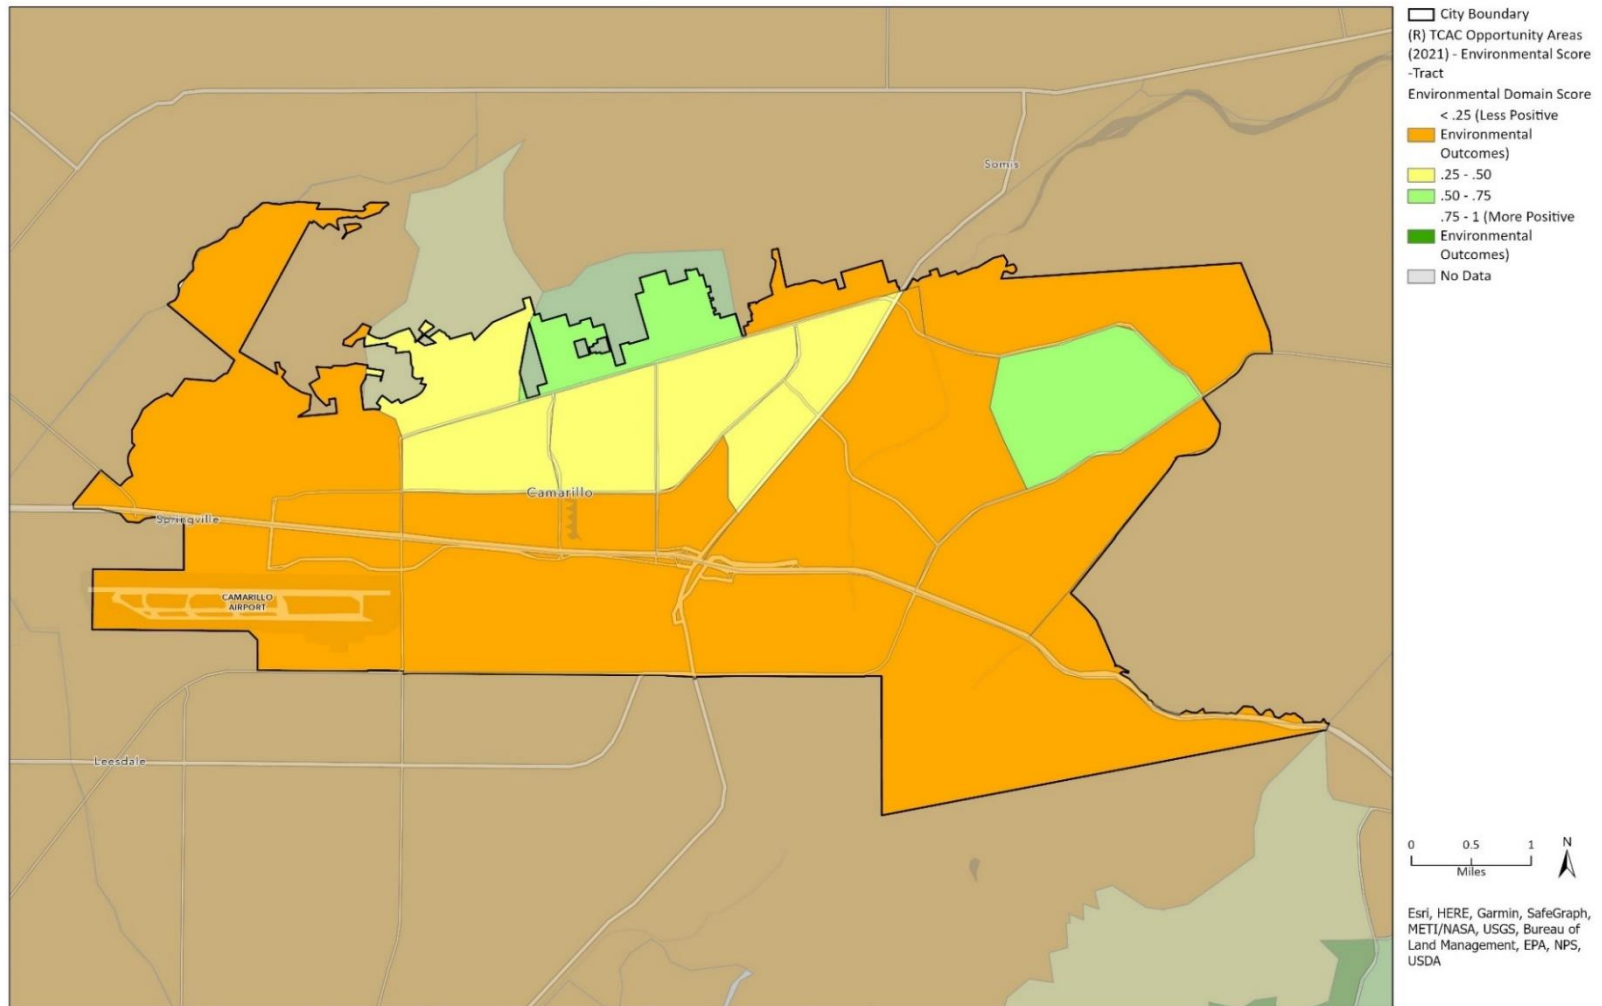 City Boundary
(R) TCAC Opportunity Areas
(2021) - Environmental Score
-Tract
Environmental Domain Score
< .25 (Less Positive
Environmental
Outcomes)
.25 - .50
.50 - .75
.75 - 1 (More Positive
Environmental
Outcomes)
No Data
Somis
Camarillo
Springville
CAMARILLO
AIRPORT
Leesdale
0 0.5 1
Miles
N
Esri, HERE, Garmin, SafeGraph,
METI/NASA, USGS, Bureau of
Land Management, EPA, NPS,
USDA